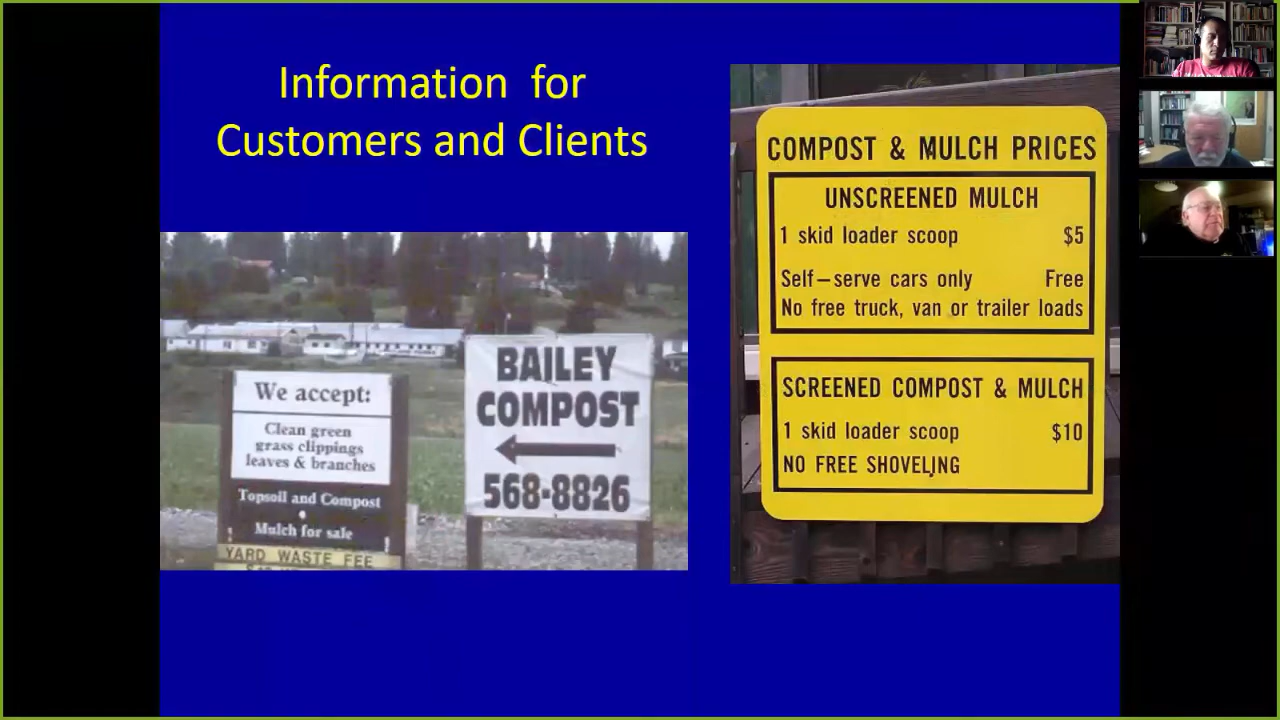 Information for
Customers and Clients
We accept:
Clean green
grass clippings
leaves & branches
Topsoil and Compost
Mulch for sale
YARD WASTE FEE
BAILEY
COMPOST
568-8826
COMPOST & MULCH PRICES
UNSCREENED MULCH
1 skid loader scoop $5
Self-serve cars only Free
No free truck, van or trailer loads
SCREENED COMPOST & MULCH
1 skid loader scoop $10
NO FREE SHOVELING